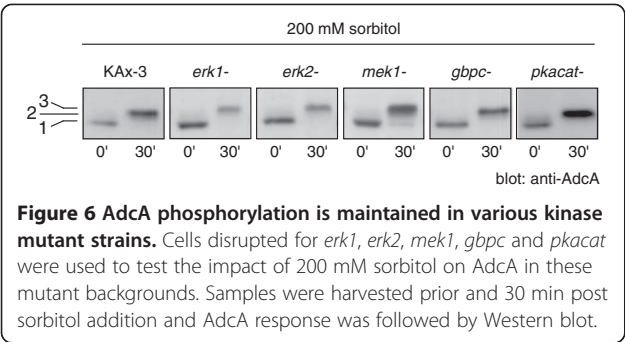 200 mM sorbitol
KAx-3 erk1- erk2- mek1- gbpc- pkacat-
3
2
1
0' 30' 0' 30' 0' 30' 0' 30' 0' 30' 0' 30'
blot: anti-AdcA
Figure 6 AdcA phosphorylation is maintained in various kinase
mutant strains. Cells disrupted for erk1, erk2, mek1, gbpc and pkacat
were used to test the impact of 200 mM sorbitol on AdcA in these
mutant backgrounds. Samples were harvested prior and 30 min post
sorbitol addition and AdcA response was followed by Western blot.